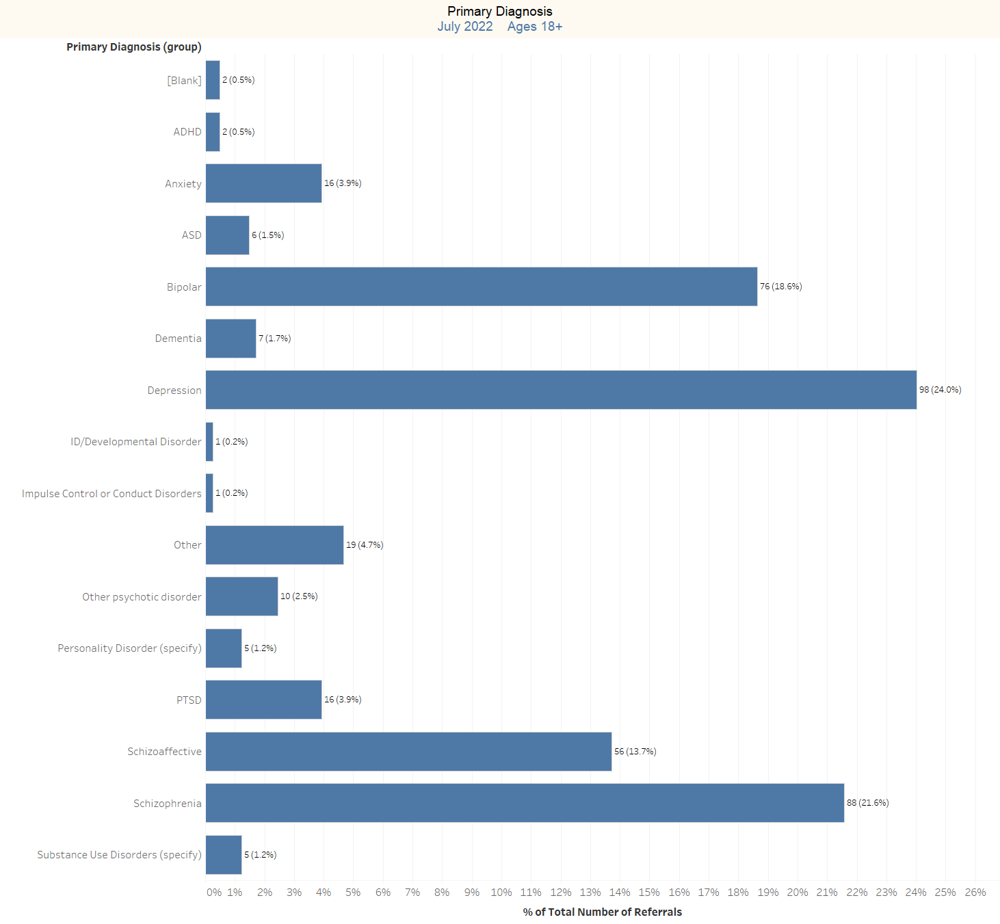 Primary Diagnosis
July 2022 Ages 18+
Primary Diagnosis (group)
[Blank] 2 (0.5%)
ADHD 2 (0.5%)
Anxiety 16 (3.9%)
ASD 6 (1.5%)
Bipolar 76 (18.6%)
Dementia 7 (1.7%)
Depression 98 (24.0%)
ID/Developmental Disorder 1 (0.2%)
Impulse Control or Conduct Disorders 1 (0.2%)
Other 19 (4.7%)
Other psychotic disorder 10 (2.5%)
Personality Disorder (specify) 5 (1.2%)
PTSD 16 (3.9%)
Schizoaffective 56 (13.7%)
Schizophrenia 88 (21.6%)
Substance Use Disorders (specify) 5 (1.2%)
0% 1% 2% 3% 4% 5% 6% 7% 8% 9% 10% 11% 12% 13% 14% 15% 16% 17% 18% 19% 20% 21% 22% 23% 24% 25% 26%
% of Total Number of Referrals